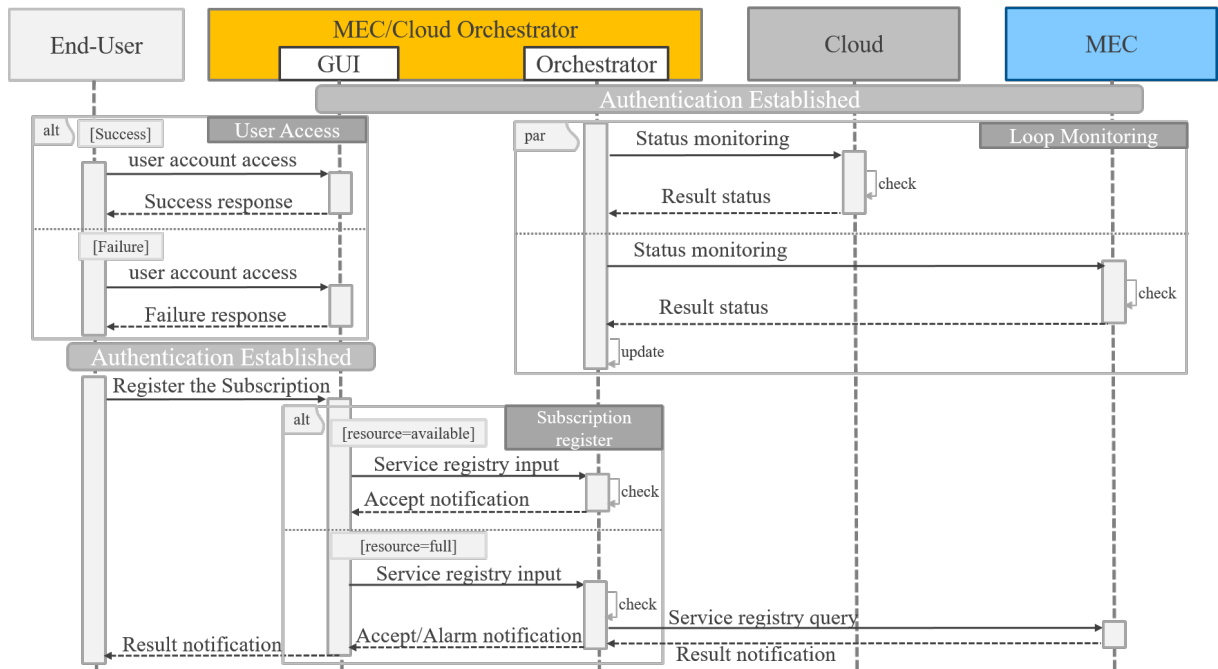 End-User
MEC/Cloud Orchestrator
GUI
Orchestrator
Cloud
MEC
Authentication Established
alt
[Success]
User Access
user account access
Success response
[Failure]
user account access
Failure response
par
Loop Monitoring
Status monitoring
check
Result status
Status monitoring
check
Result status
update
Authentication Established
Register the Subscription
alt
Subscription
register
[resource=available]
Service registry input
check
Accept notification
[resource=full]
Service registry input
check
Service registry query
Accept/Alarm notification
Result notification
Result notification